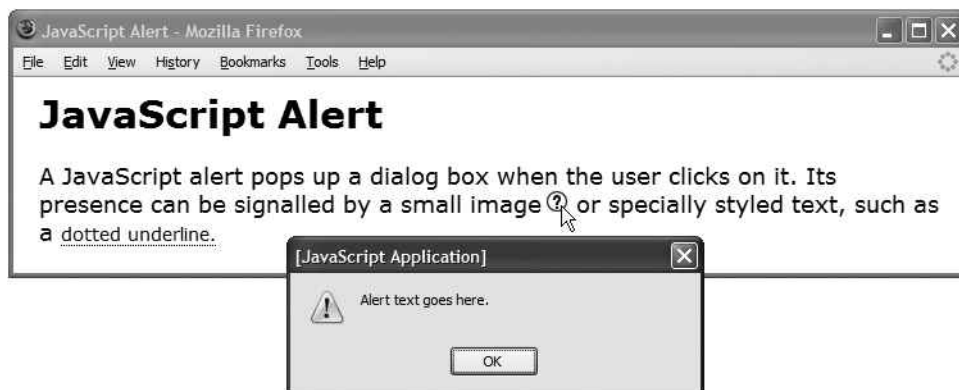 JavaScript Alert - Mozilla Firefox
File Edit View History Bookmarks Tools Help
JavaScript Alert
A JavaScript alert pops up a dialog box when the user clicks on it. Its
presence can be signalled by a small image ? or specially styled text, such as
a dotted underline.
[JavaScript Application]
Alert text goes here.
OK